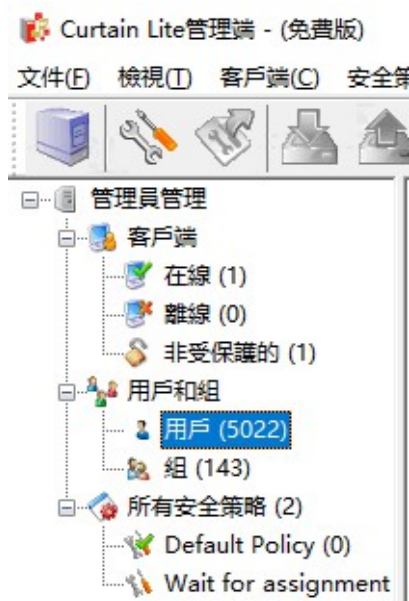 Curtain Lite管理端 - (免費版)
文件(F) 檢視(T) 客戶端(C) 安全策
管理員管理
客戶端
在線 (1)
離線 (0)
非受保護的 (1)
用戶和组
用戶 (5022)
组 (143)
所有安全策略 (2)
Default Policy (0)
Wait for assignment